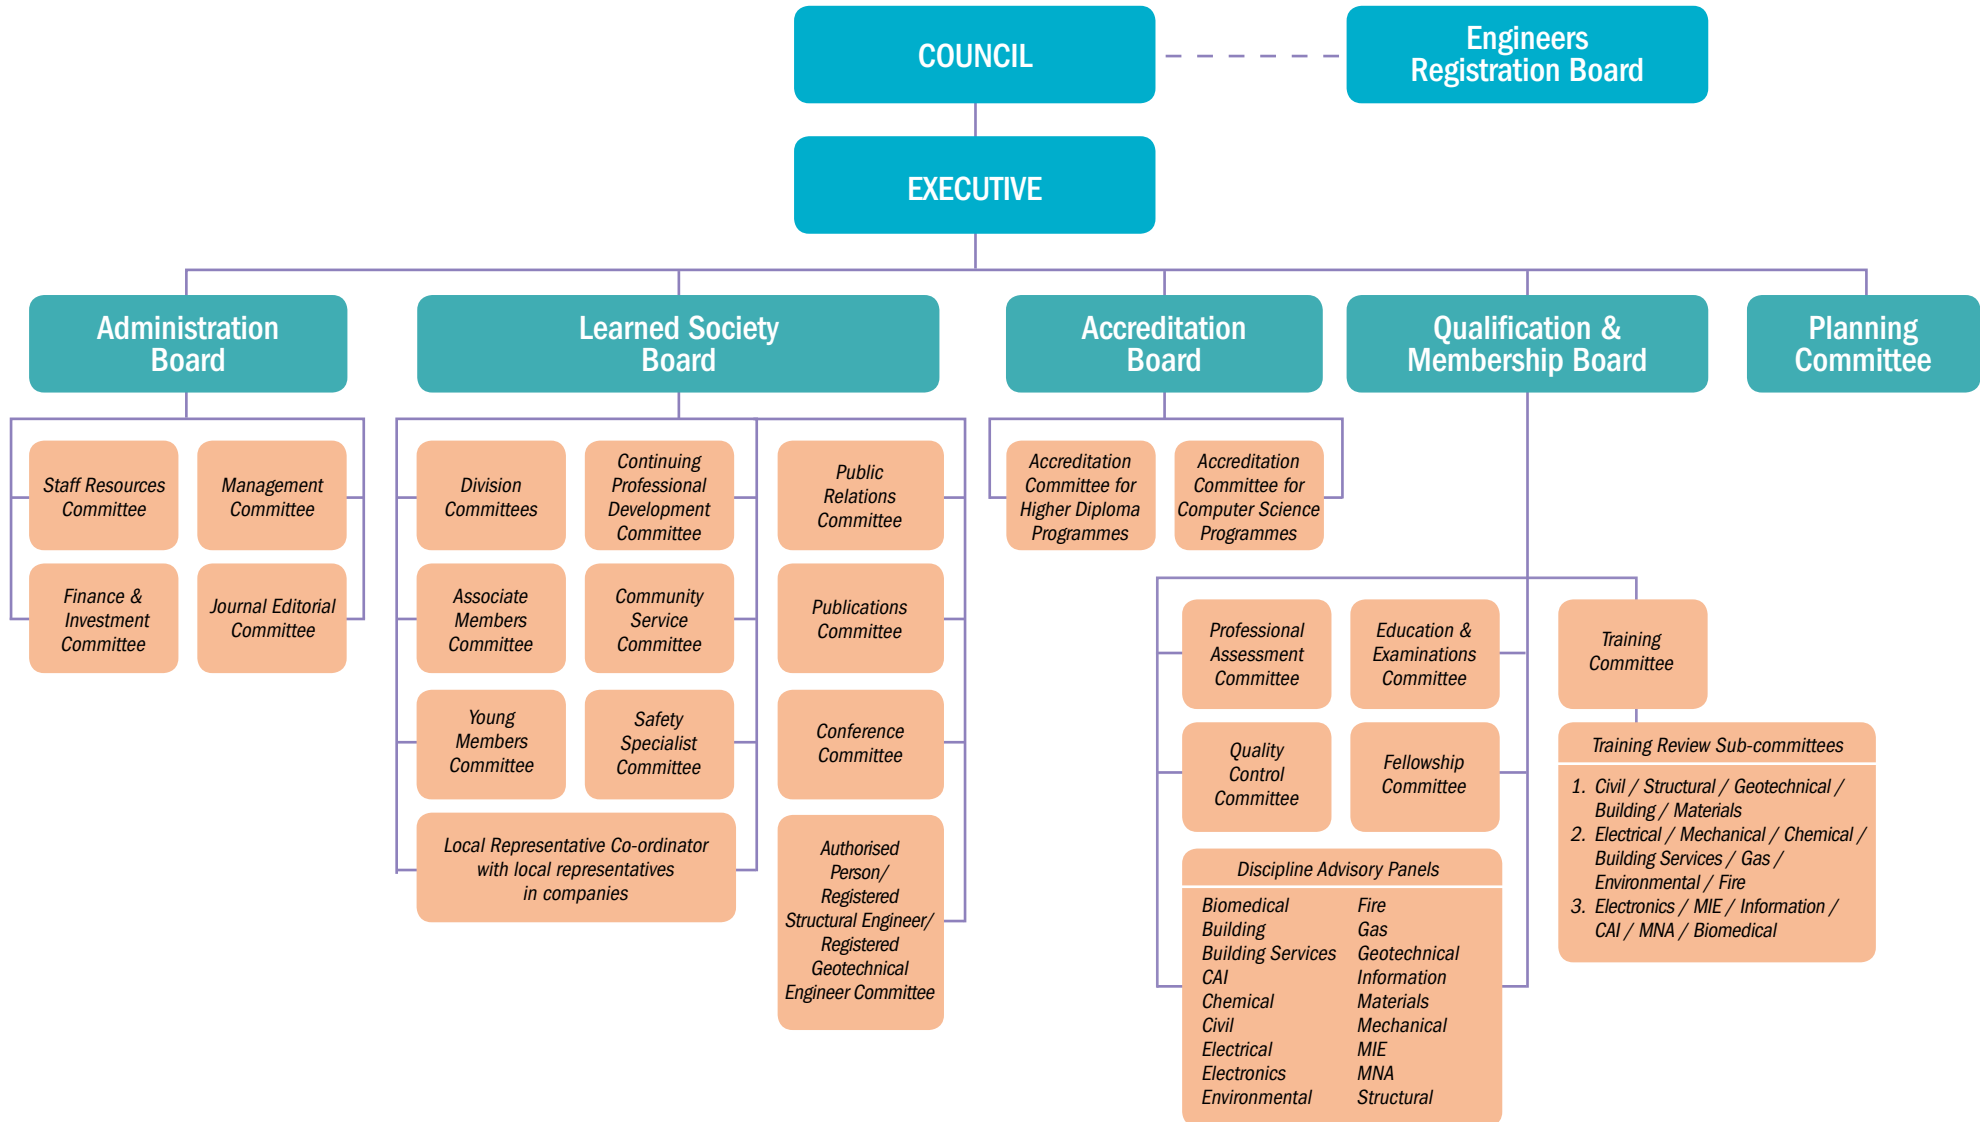 COUNCIL
Engineers
Registration Board
EXECUTIVE
Administration
Board
Learned Society
Board
Accreditation
Board
Qualification &
Membership Board
Planning
Committee
Staff Resources
Committee
Management
Committee
Finance &
Investment
Committee
Journal Editorial
Committee
Division
Committees
Continuing
Professional
Development
Committee
Public
Relations
Committee
Associate
Members
Committee
Community
Service
Committee
Publications
Committee
Young
Members
Committee
Safety
Specialist
Committee
Conference
Committee
Local Representative Co-ordinator
with local representatives
in companies
Authorised
Person/
Registered
Structural Engineer/
Registered
Geotechnical
Engineer Committee
Accreditation
Committee for
Higher Diploma
Programmes
Accreditation
Committee for
Computer Science
Programmes
Professional
Assessment
Committee
Education &
Examinations
Committee
Training
Committee
Quality
Control
Committee
Fellowship
Committee
Training Review Sub-committees
1. Civil / Structural / Geotechnical /
Building / Materials
2. Electrical / Mechanical / Chemical /
Building Services / Gas /
Environmental / Fire
3. Electronics / MIE / Information /
CAI / MNA / Biomedical
Discipline Advisory Panels
Biomedical
Building
Building Services
CAI
Chemical
Civil
Electrical
Electronics
Environmental
Fire
Gas
Geotechnical
Information
Materials
Mechanical
MIE
MNA
Structural